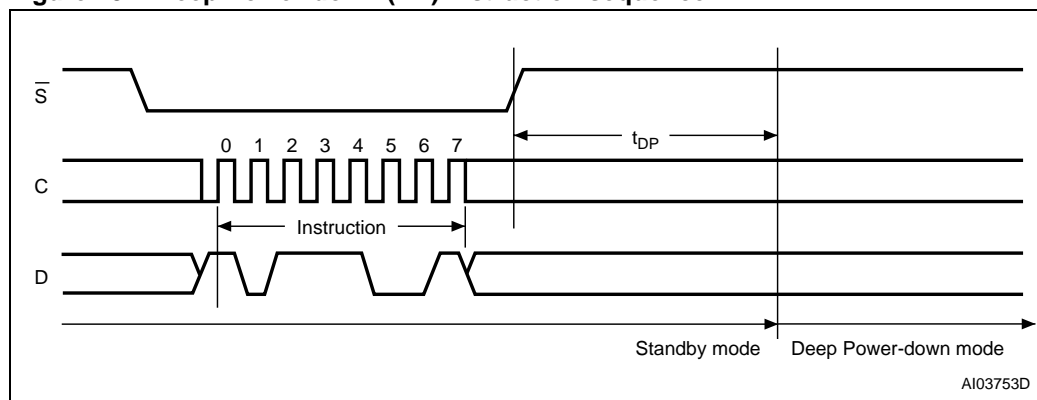 S
tDP
0 1 2 3 4 5 6 7
C
Instruction
D
Standby mode Deep Power-down mode
AI03753D